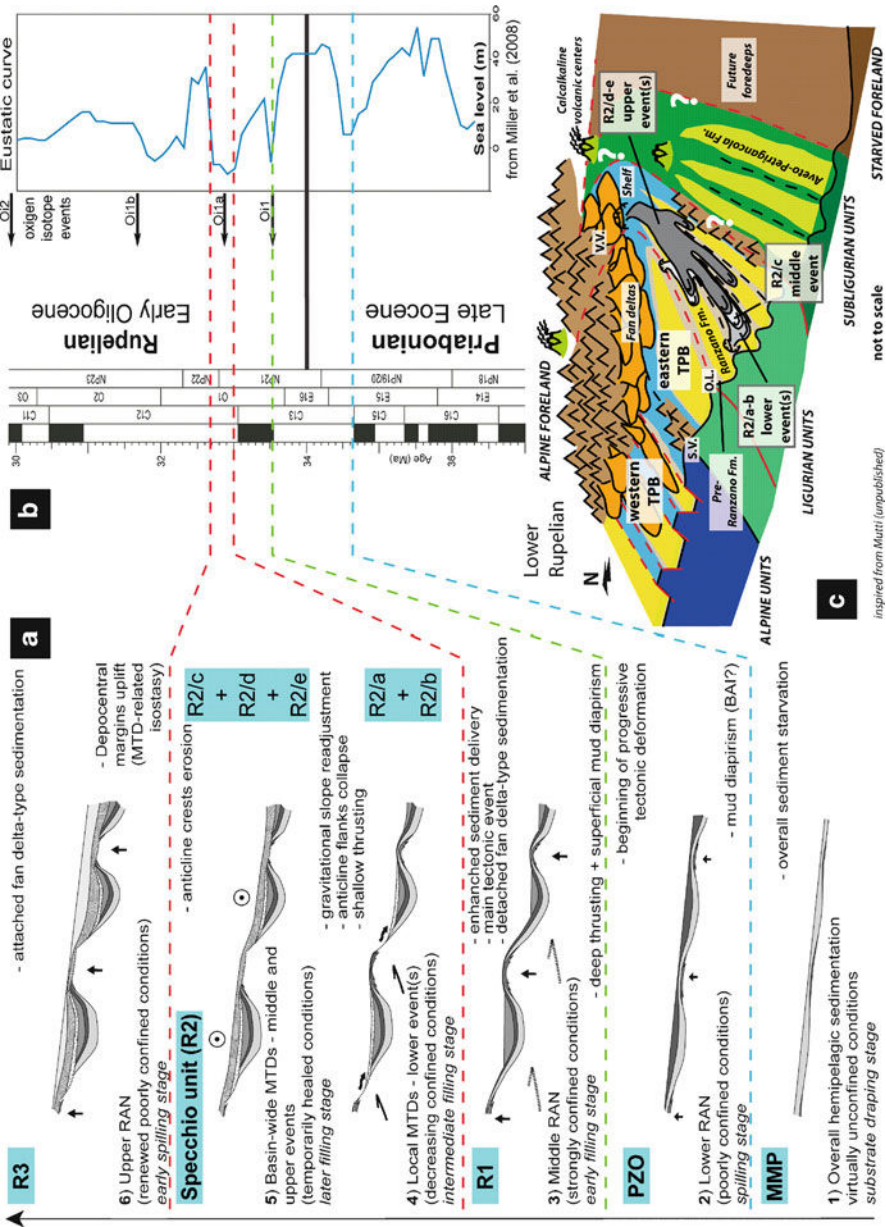 a
R3
- attached fan delta-type sedimentation
6) Upper RAN
(renewed poorly confined conditions)
early spilling stage
- Depocentral
margins uplift
(MTD-related
isostasy)
Specchio unit (R2)
- anticline crests erosion
R2/c
+
R2/d
+
R2/e
5) Basin-wide MTDs - middle and
upper events
(temporarily healed conditions)
later filling stage
- gravitational slope readjustment
- anticline flanks collapse
- shallow thrusting
R2/a
+
R2/b
4) Local MTDs - lower event(s)
(decreasing confined conditions)
intermediate filling stage
R1
- enhanched sediment delivery
- main tectonic event
- detached fan delta-type sedimentation
3) Middle RAN
(strongly confined conditions)
early filling stage
- deep thrusting + superficial mud diapirism
PZO
- beginning of progressive
tectonic deformation
2) Lower RAN
(poorly confined conditions)
spilling stage
- mud diapirism (BAI?)
MMP
- overall sediment starvation
1) Overall hemipelagic sedimentation
virtually unconfined conditions
substrate draping stage
b
30
32
34
36
Age (Ma)
C11
C12
C13
C15
C16
O3
O2
O1
E16
E15
E14
NP23
NP22
NP21
NP19/20
NP18
Rupelian
Early Oligocene
Priabonian
Late Eocene
Oi2
oxigen
isotope
events
Oi1b
Oi1a
Oi1
Eustatic curve
0
20
40
60
Sea level (m)
from Miller et al. (2008)
c
Lower
Rupelian
N
ALPINE FORELAND
Calcalkaline
volcanic centers
R2/d-e
upper
event(s)
Future
foredeeps
?
?
?
V.V.
Shelf
Fan deltas
western
TPB
eastern
TPB
Ranzano Fm.
Aveto-Petrignacola Fm.
S.V.
O.L.
Pre-
Ranzano Fm.
R2/a-b
lower
event(s)
R2/c
middle
event
ALPINE UNITS
LIGURIAN UNITS
SUBLIGURIAN UNITS
STARVED FORELAND
inspired from Mutti (unpublished)
not to scale